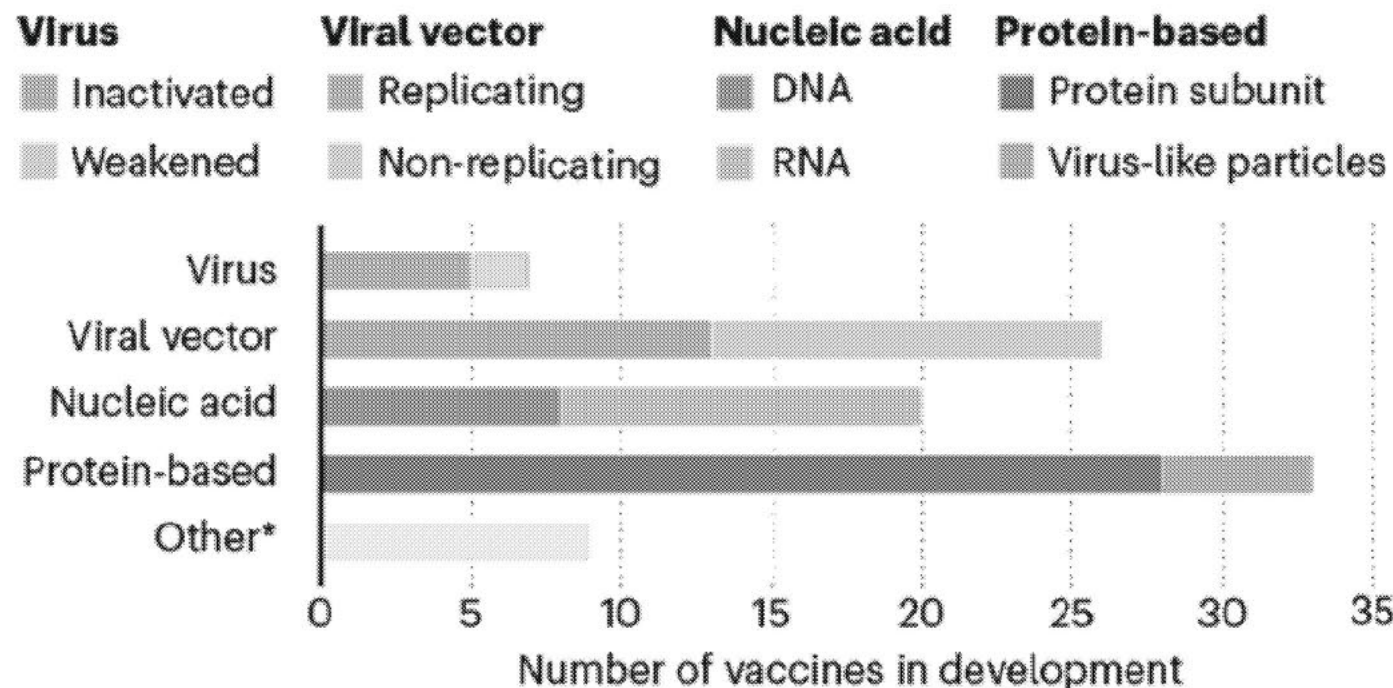 Virus Viral vector Nucleic acid Protein-based
Inactivated Replicating DNA Protein subunit
Weakened Non-replicating RNA Virus-like particles
Virus
Viral vector
Nucleic acid
Protein-based
Other*
0 5 10 15 20 25 30 35
Number of vaccines in development